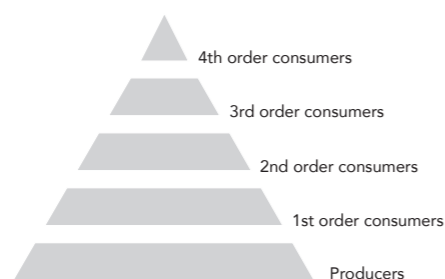 4th order consumers
3rd order consumers
2nd order consumers
1st order consumers
Producers